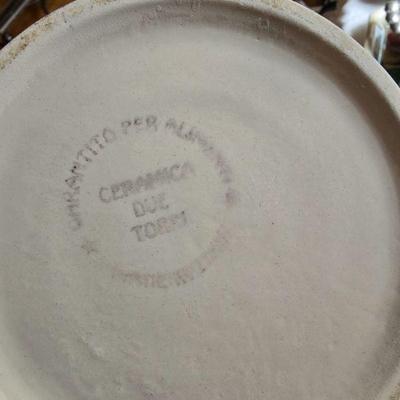 GARANTITO PER ALIMENTI
CERAMICA
DUE
TORRI